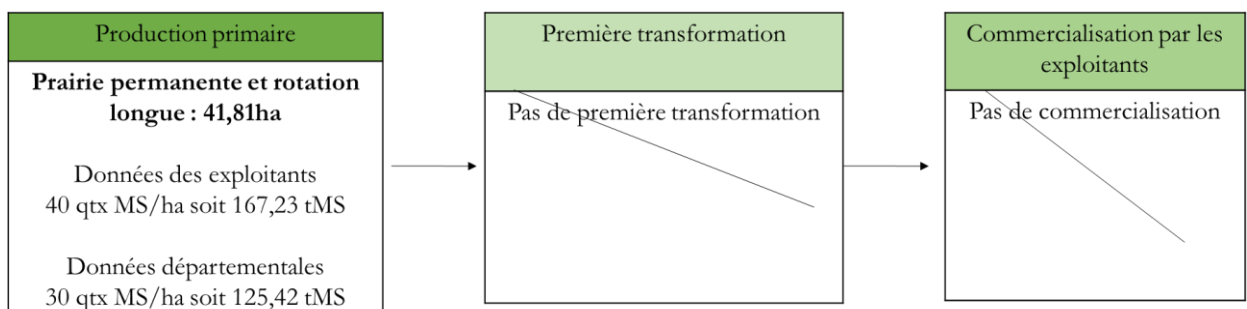 Production primaire
Prairie permanente et rotation
longue : 41,81ha
Données des exploitants
40 qtx MS/ha soit 167,23 tMS
Données départementales
30 qtx MS/ha soit 125,42 tMS
Première transformation
Pas de première transformation
Commercialisation par les
exploitants
Pas de commercialisation